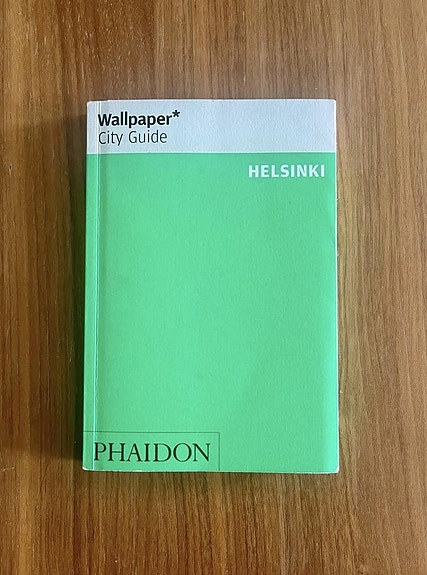 Wallpaper*
City Guide
HELSINKI
PHAIDON